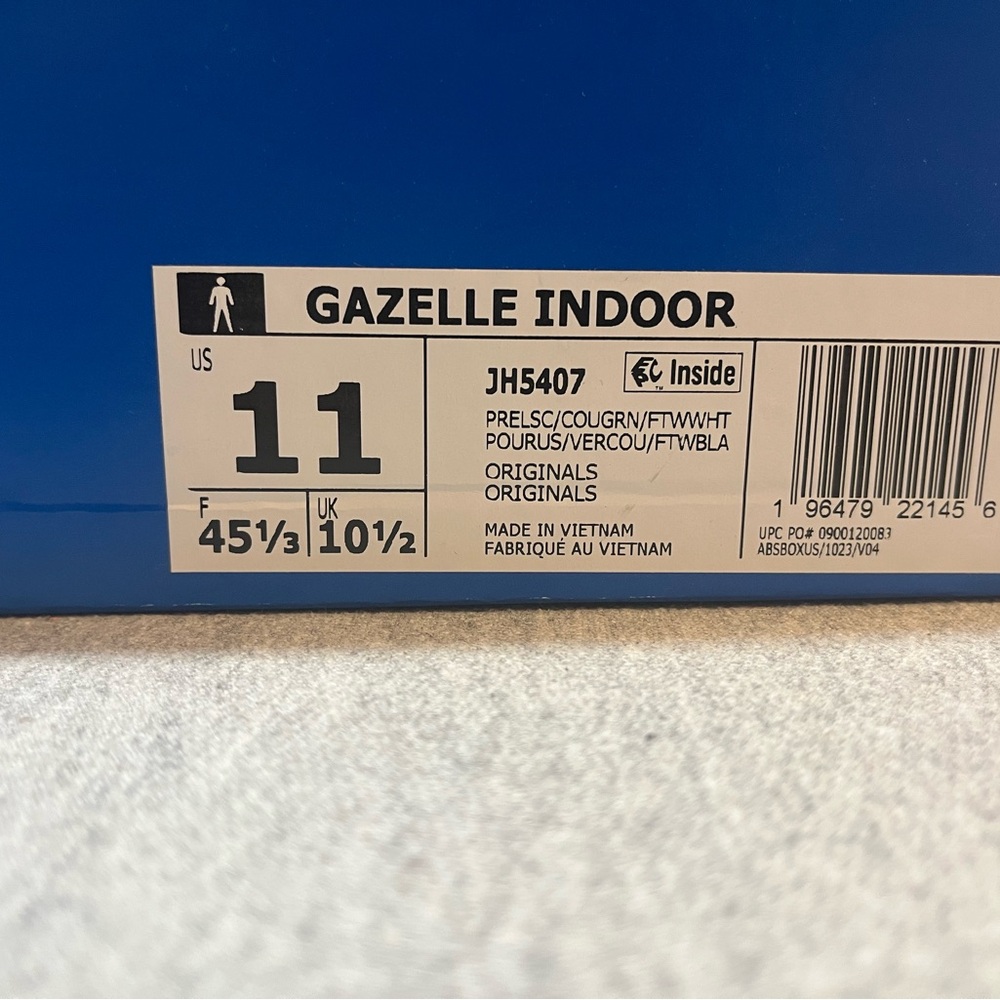 GAZELLE INDOOR
US
11
F
45⅓
UK
10½
JH5407
Inside
™
PRELSC/COUGRN/FTWWHT
POURUS/VERCOU/FTWBLA
ORIGINALS
ORIGINALS
MADE IN VIETNAM
FABRIQUÉ AU VIETNAM
1 96479 22145 6
UPC PO# 0900120083
ABSBOXUS/1023/V04